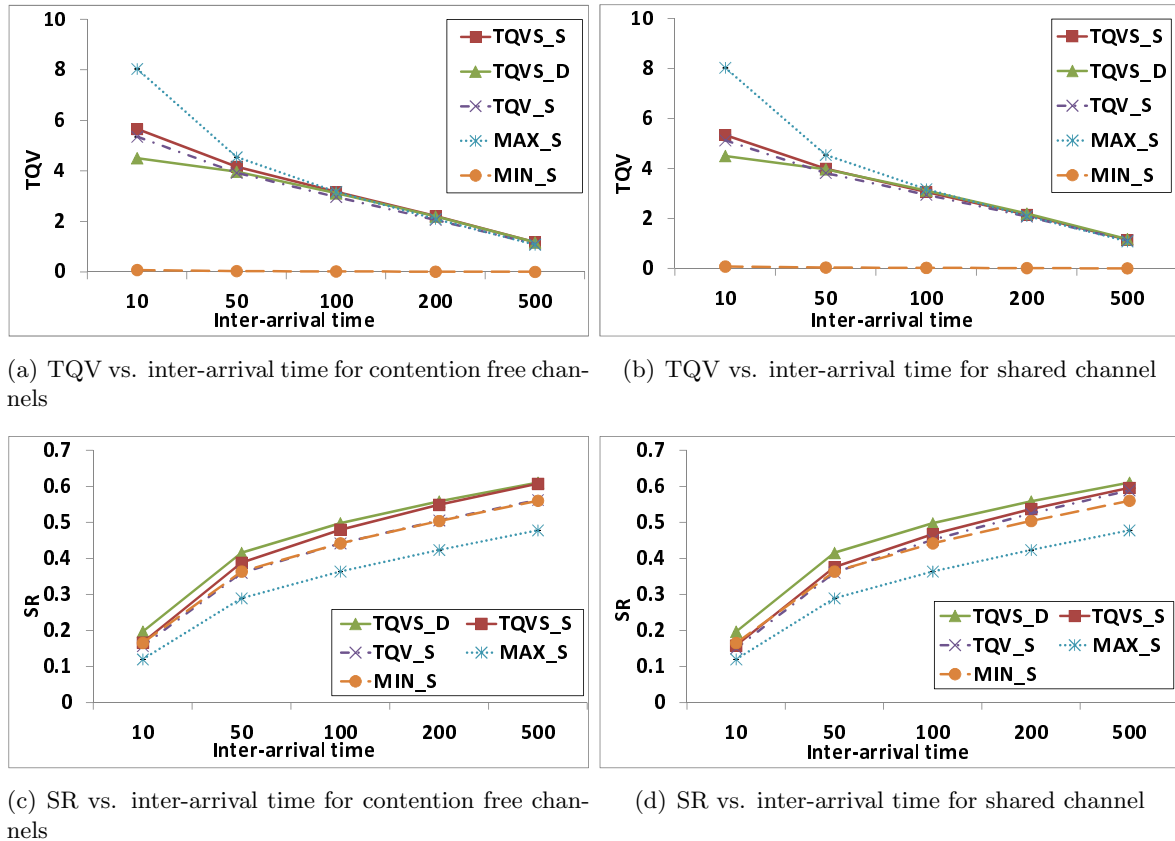 10
8
6
4
2
0
TQV
TQVS_S
TQVS_D
TQV_S
MAX_S
MIN_S
10 50 100 200 500
Inter-arrival time
(a) TQV vs. inter-arrival time for contention free chan-
nels
10
8
6
4
2
0
TQV
TQVS_S
TQVS_D
TQV_S
MAX_S
MIN_S
10 50 100 200 500
Inter-arrival time
(b) TQV vs. inter-arrival time for shared channel
0.7
0.6
0.5
0.4
0.3
0.2
0.1
0
SR
TQVS_D TQVS_S
TQV_S MAX_S
MIN_S
10 50 100 200 500
Inter-arrival time
(c) SR vs. inter-arrival time for contention free chan-
nels
0.7
0.6
0.5
0.4
0.3
0.2
0.1
0
SR
TQVS_D TQVS_S
TQV_S MAX_S
MIN_S
10 50 100 200 500
Inter-arrival time
(d) SR vs. inter-arrival time for shared channel